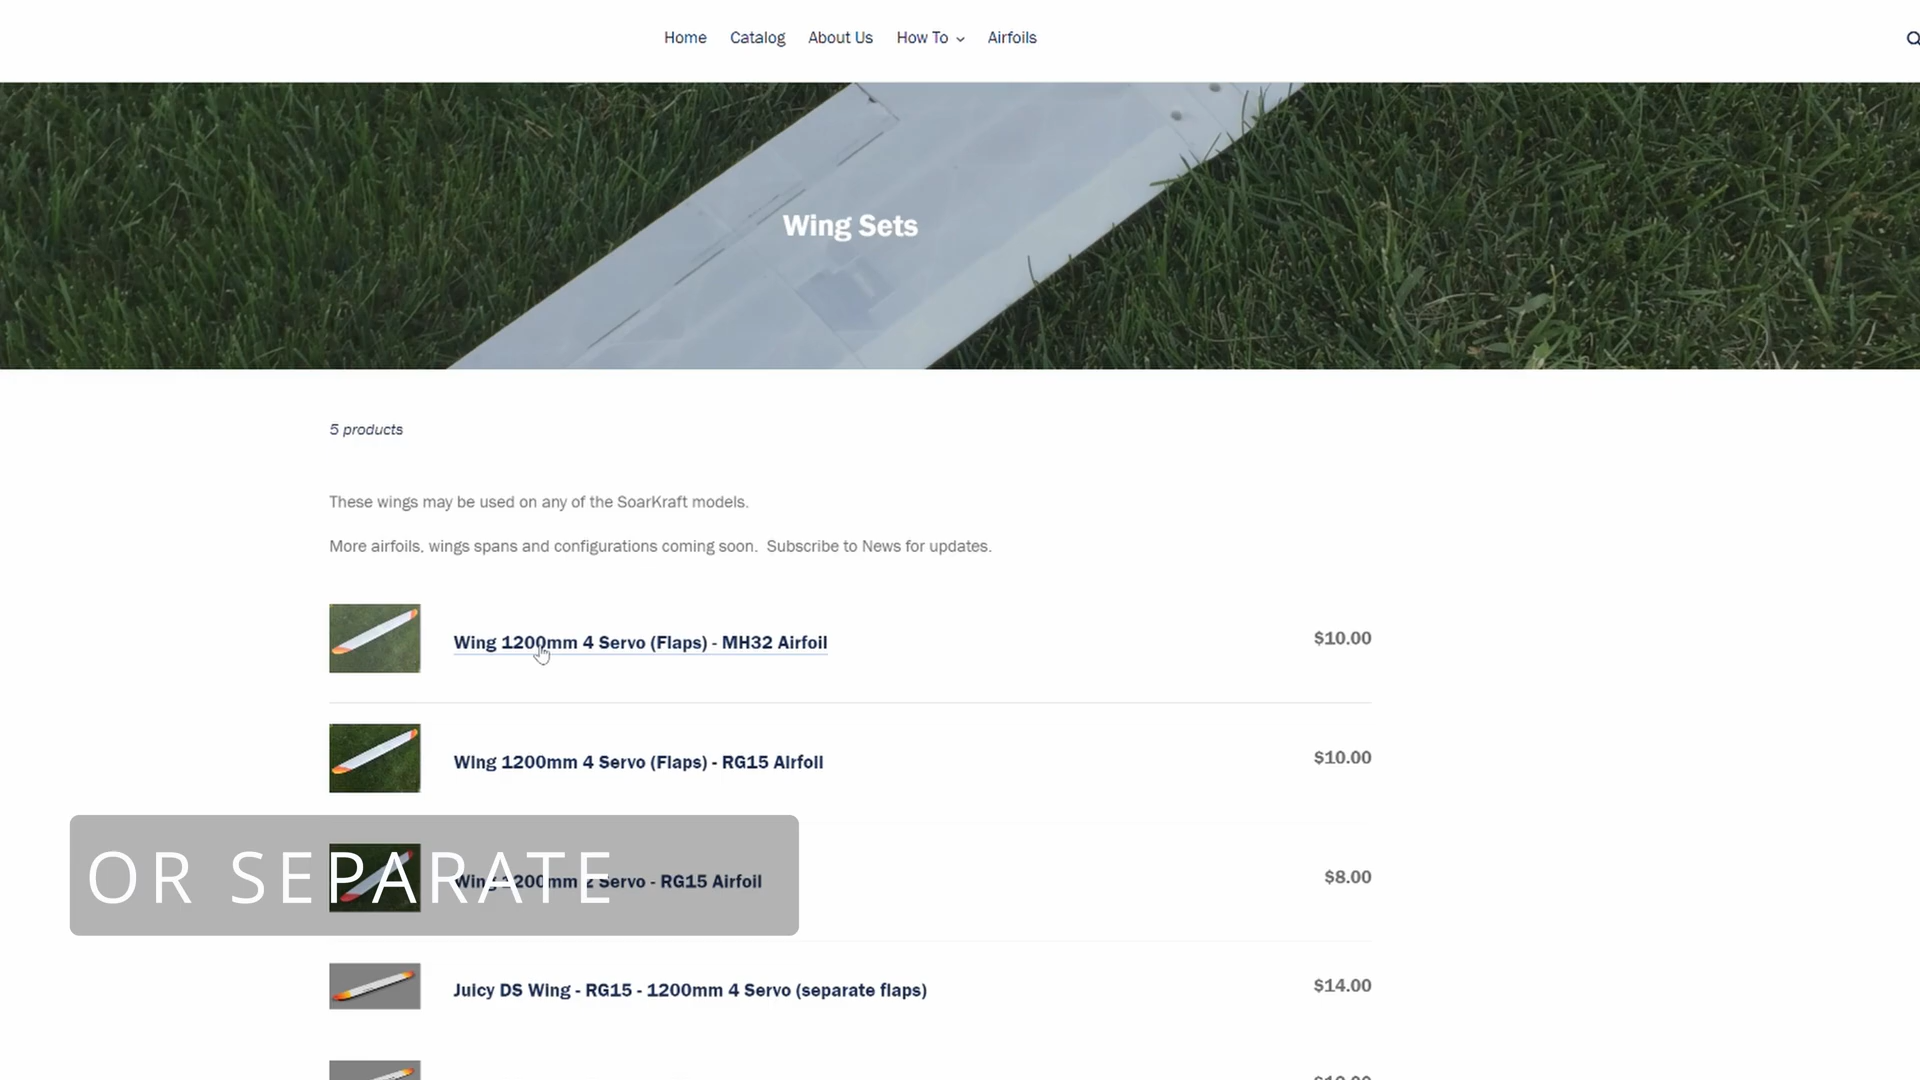 Home Catalog About Us How To Airfoils
Wing Sets
5 products
These wings may be used on any of the SoarKraft models.
More airfoils, wings spans and configurations coming soon. Subscribe to News for updates.
Wing 1200mm 4 Servo (Flaps) - MH32 Airfoil $10.00
Wing 1200mm 4 Servo (Flaps) - RG15 Airfoil $10.00
OR SEPARATE
Wing 1200mm 2 Servo - RG15 Airfoil $8.00
Juicy DS Wing - RG15 - 1200mm 4 Servo (separate flaps) $14.00